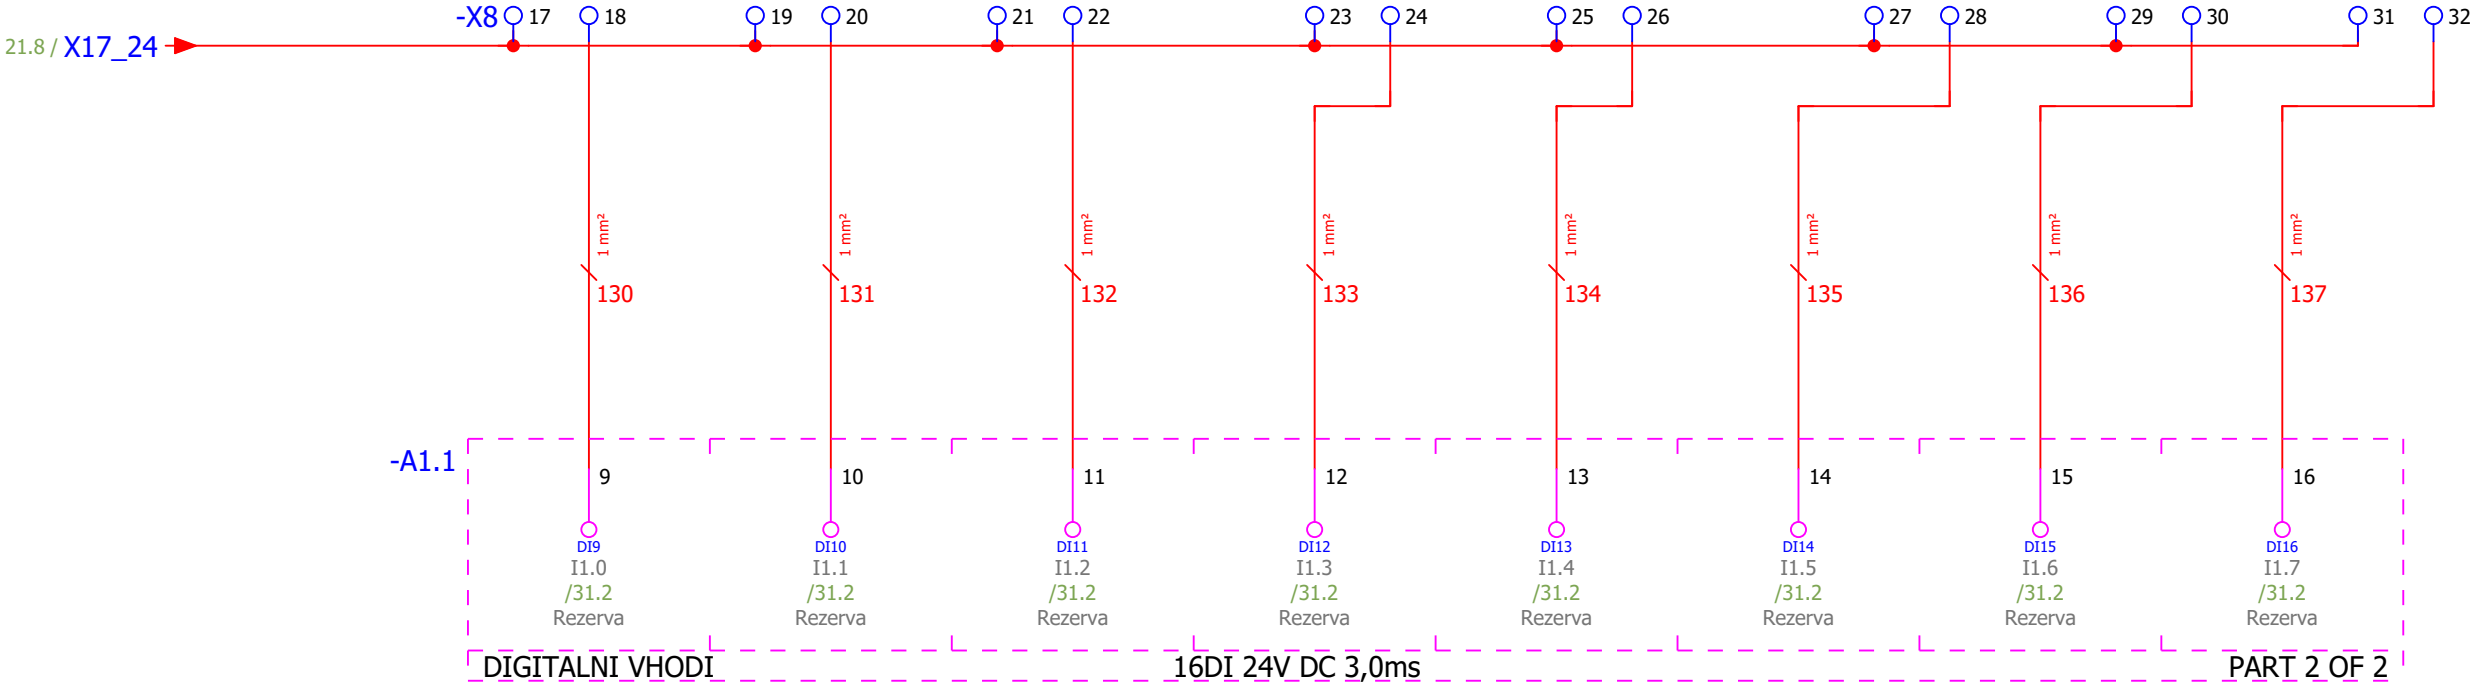 -X8 17 18 19 20 21 22 23 24 25 26 27 28 29 30 31 32
21.8 / X17_24
1 mm² 1 mm² 1 mm² 1 mm² 1 mm² 1 mm² 1 mm² 1 mm²
130 131 132 133 134 135 136 137
-A1.1
9 10 11 12 13 14 15 16
DI9 DI10 DI11 DI12 DI13 DI14 DI15 DI16
I1.0 I1.1 I1.2 I1.3 I1.4 I1.5 I1.6 I1.7
/31.2 /31.2 /31.2 /31.2 /31.2 /31.2 /31.2 /31.2
Rezerva Rezerva Rezerva Rezerva Rezerva Rezerva Rezerva Rezerva
DIGITALNI VHODI 16DI 24V DC 3,0ms PART 2 OF 2